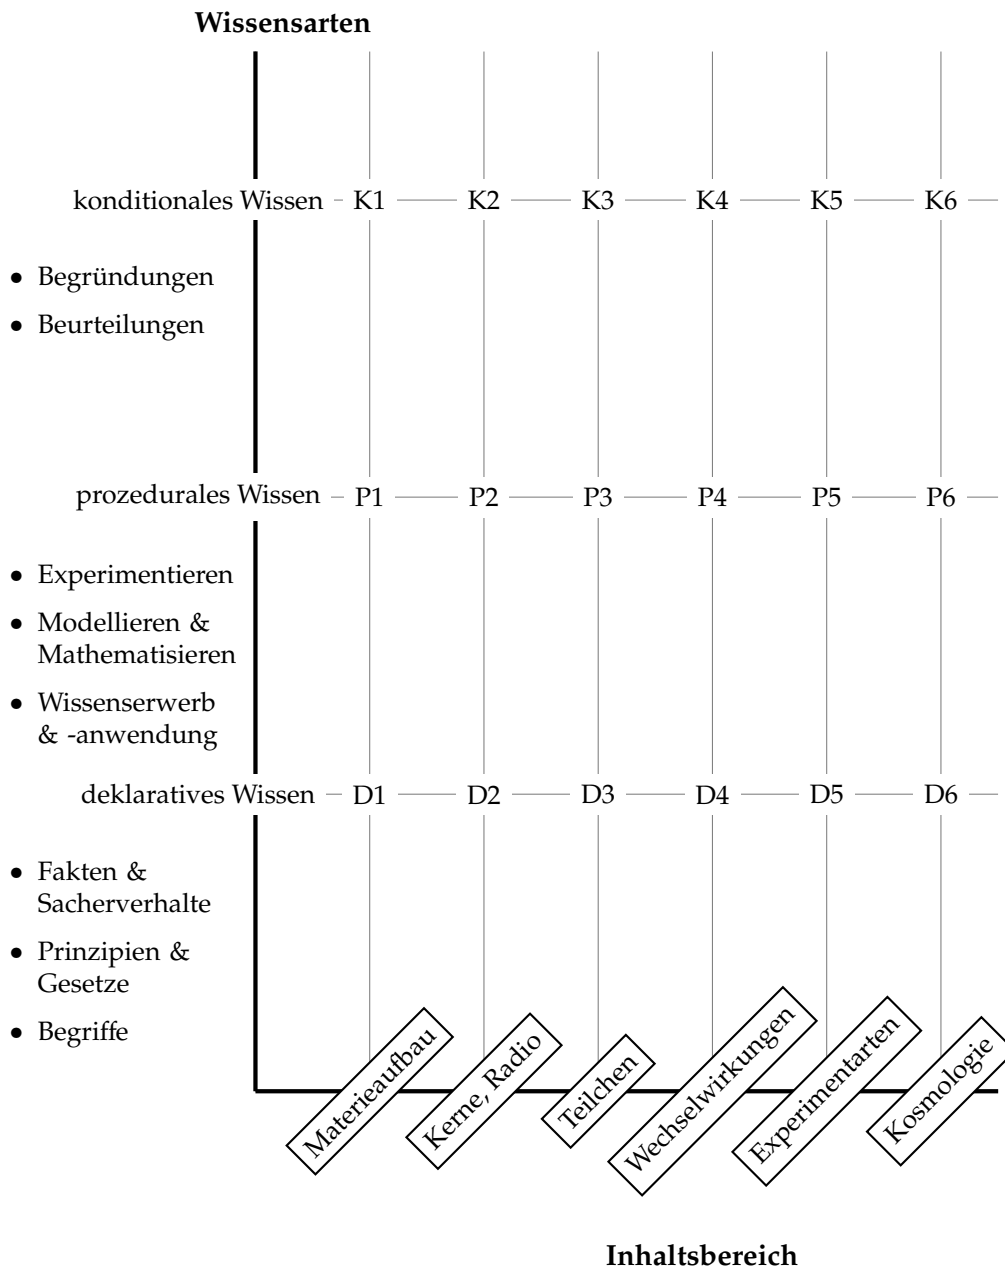 Wissensarten
konditionales Wissen K1 K2 K3 K4 K5 K6
• Begründungen
• Beurteilungen
prozedurales Wissen P1 P2 P3 P4 P5 P6
• Experimentieren
• Modellieren &
Mathematisieren
• Wissenserwerb
& -anwendung
deklaratives Wissen D1 D2 D3 D4 D5 D6
• Fakten &
Sacherverhalte
• Prinzipien &
Gesetze
• Begriffe
Materieaufbau
Kerne, Radio
Teilchen
Wechselwirkungen
Experimentarten
Kosmologie
Inhaltsbereich